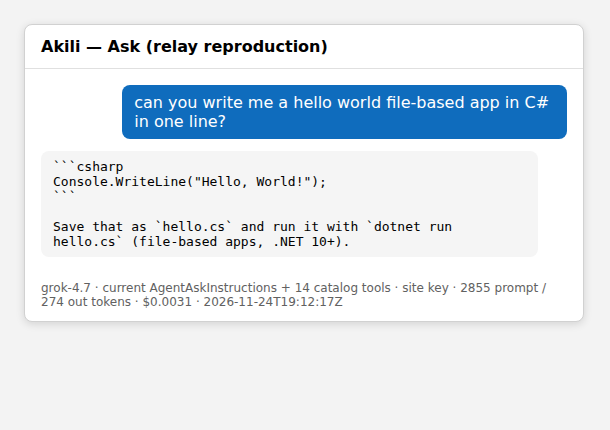 Akili — Ask (relay reproduction)
can you write me a hello world file-based app in C#
in one line?
```csharp
Console.WriteLine("Hello, World!");
```
Save that as `hello.cs` and run it with `dotnet run
hello.cs` (file-based apps, .NET 10+).
grok-4.7 · current AgentAskInstructions + 14 catalog tools · site key · 2855 prompt /
274 out tokens · $0.0031 · 2026-11-24T19:12:17Z